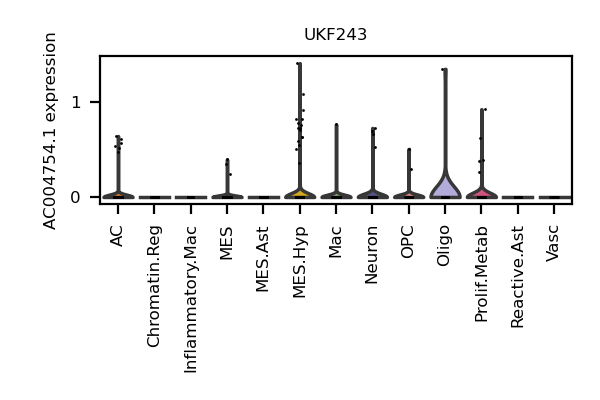 UKF243
AC004754.1 expression
1
0
AC
Chromatin.Reg
Inflammatory.Mac
MES
MES.Ast
MES.Hyp
Mac
Neuron
OPC
Oligo
Prolif.Metab
Reactive.Ast
Vasc